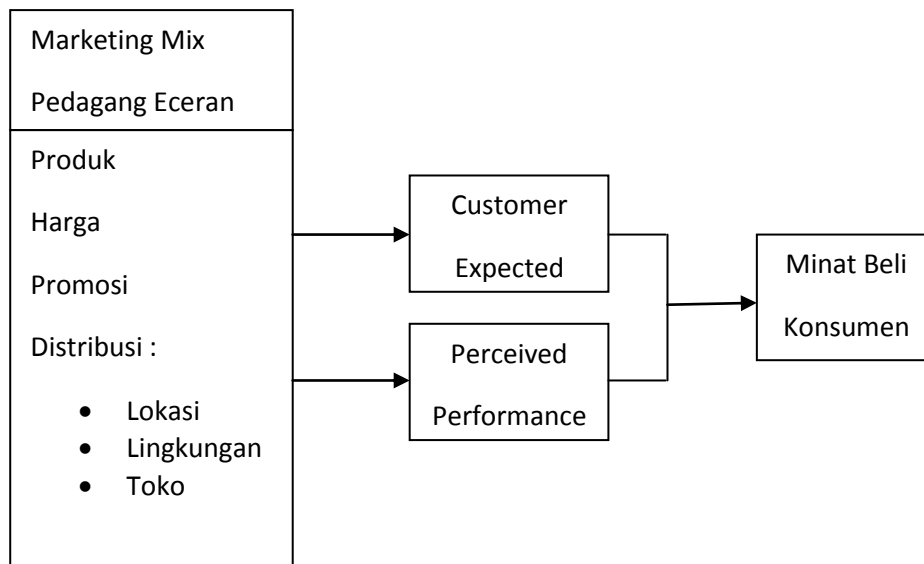 Marketing Mix
Pedagang Eceran
Produk
Harga
Promosi
Distribusi :
• Lokasi
• Lingkungan
• Toko
Customer
Expected
Perceived
Performance
Minat Beli
Konsumen